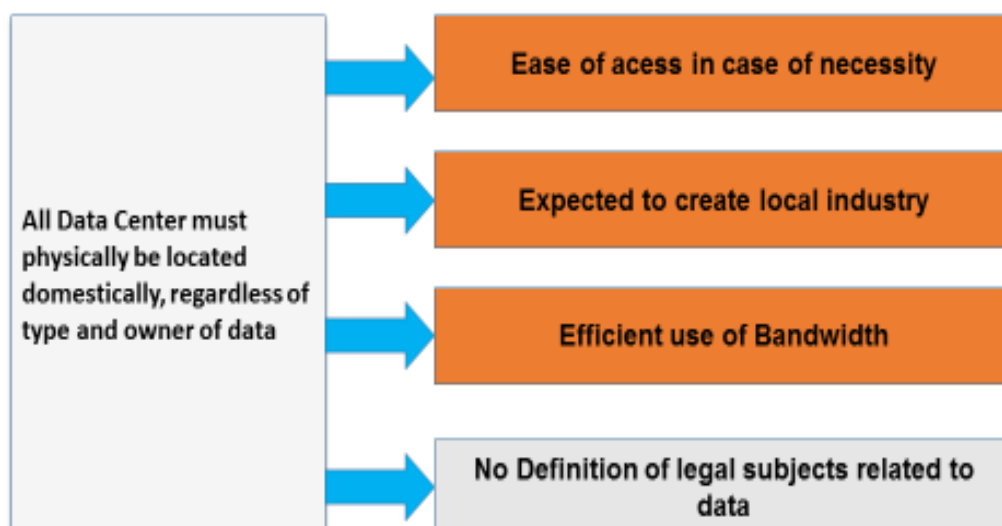 All Data Center must
physically be located
domestically, regardless of
type and owner of data
Ease of acess in case of necessity
Expected to create local industry
Efficient use of Bandwidth
No Definition of legal subjects related to
data